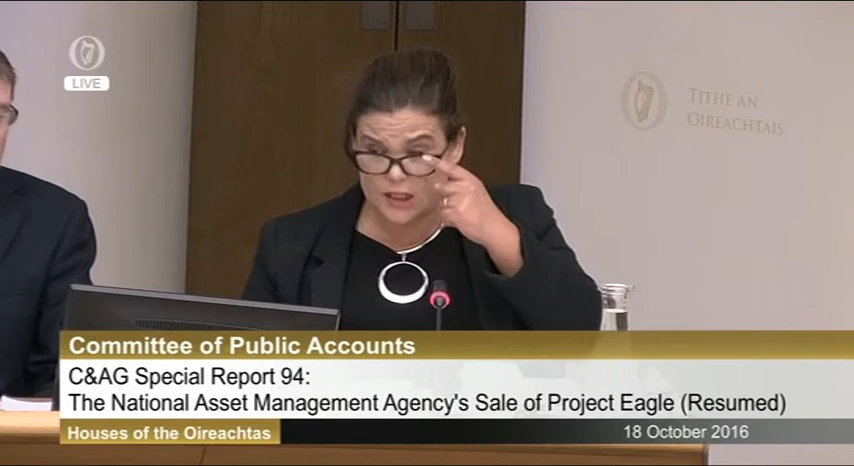 LIVE
TITHE AN
OIREACHTAIS
Committee of Public Accounts
C&AG Special Report 94:
The National Asset Management Agency's Sale of Project Eagle (Resumed)
Houses of the Oireachtas
18 October 2016